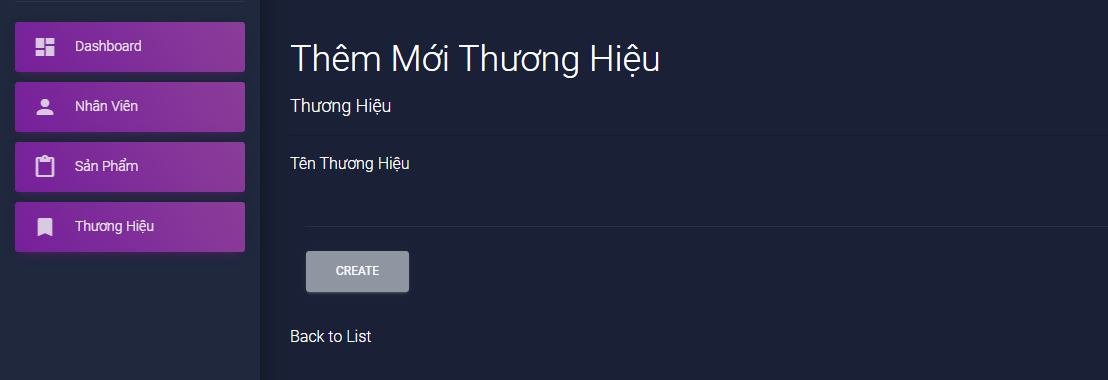 Dashboard
Nhân Viên
Sản Phẩm
Thương Hiệu
Thêm Mới Thương Hiệu
Thương Hiệu
Tên Thương Hiệu
CREATE
Back to List